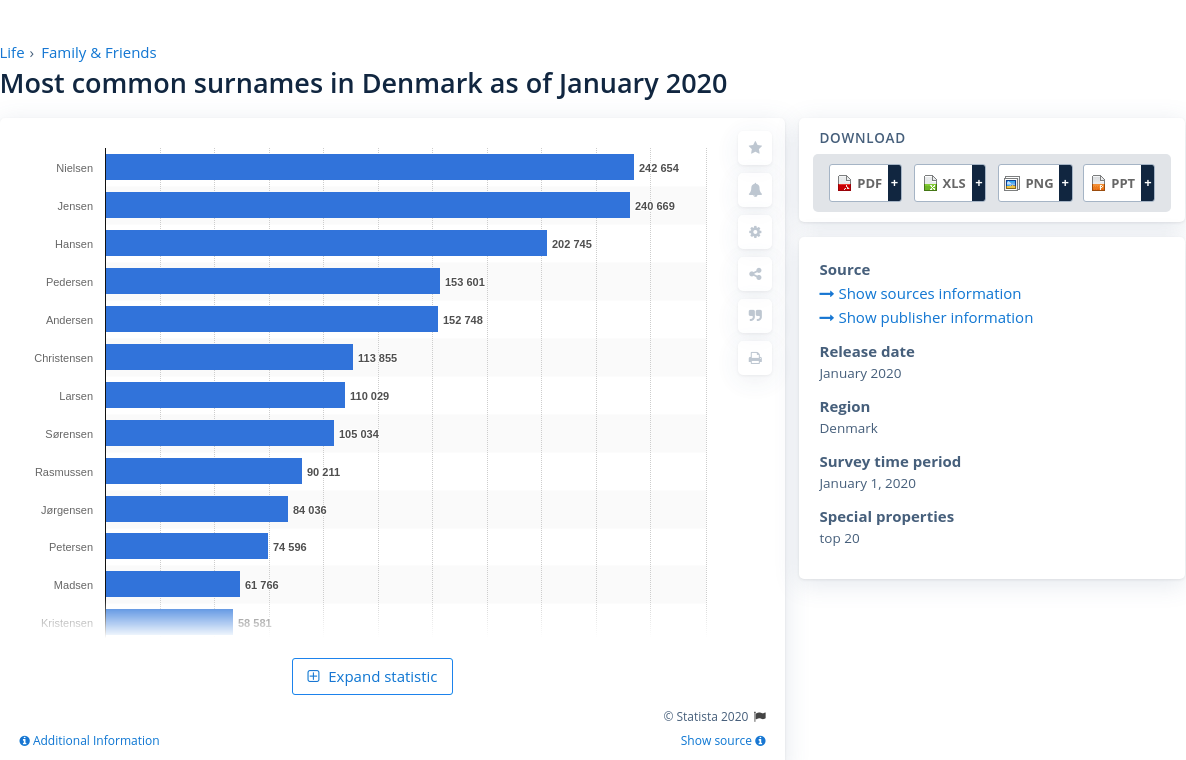 Life › Family & Friends
Most common surnames in Denmark as of January 2020
Nielsen 242 654
Jensen 240 669
Hansen 202 745
Pedersen 153 601
Andersen 152 748
Christensen 113 855
Larsen 110 029
Sørensen 105 034
Rasmussen 90 211
Jørgensen 84 036
Petersen 74 596
Madsen 61 766
Kristensen 58 581
Expand statistic
© Statista 2020
Additional Information
Show source
DOWNLOAD
PDF + XLS + PNG + PPT +
Source
Show sources information
Show publisher information
Release date
January 2020
Region
Denmark
Survey time period
January 1, 2020
Special properties
top 20